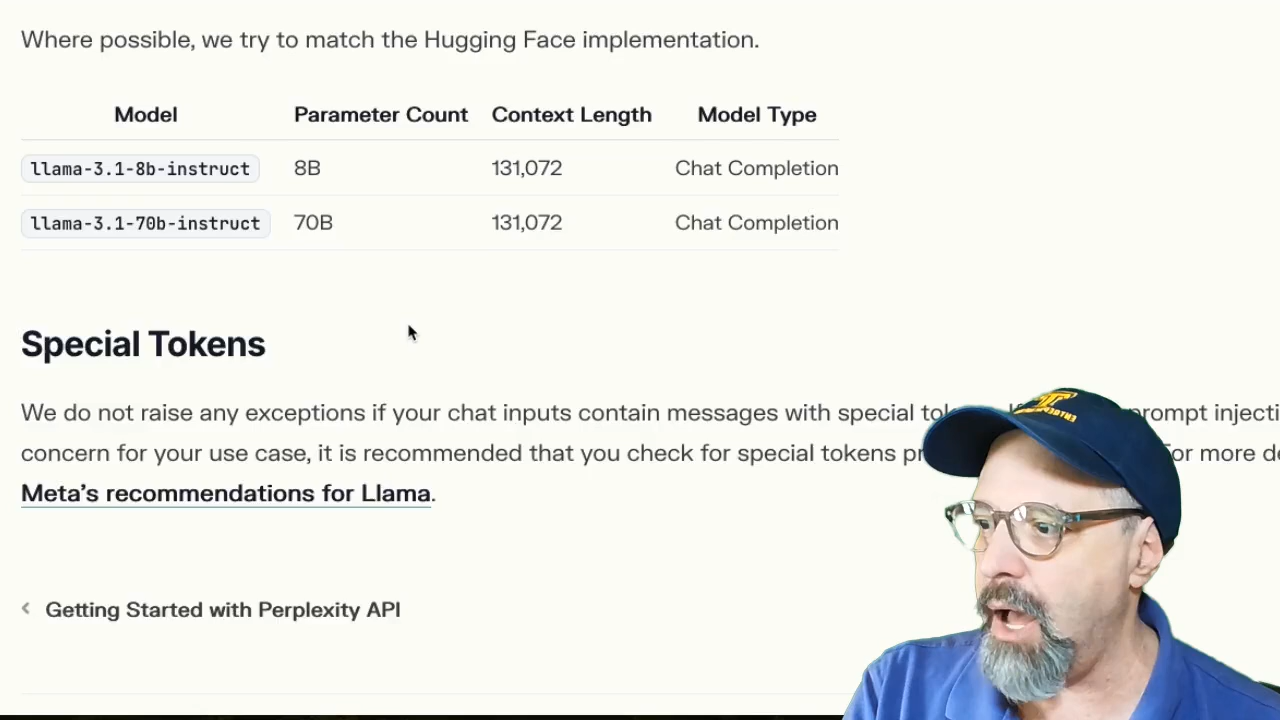 Where possible, we try to match the Hugging Face implementation.
Model Parameter Count Context Length Model Type
llama-3.1-8b-instruct 8B 131,072 Chat Completion
llama-3.1-70b-instruct 70B 131,072 Chat Completion
Special Tokens
We do not raise any exceptions if your chat inputs contain messages with special prompt
concern for your use case, it is recommended that you check for special tokens or more
Meta's recommendations for Llama.
Getting Started with Perplexity API